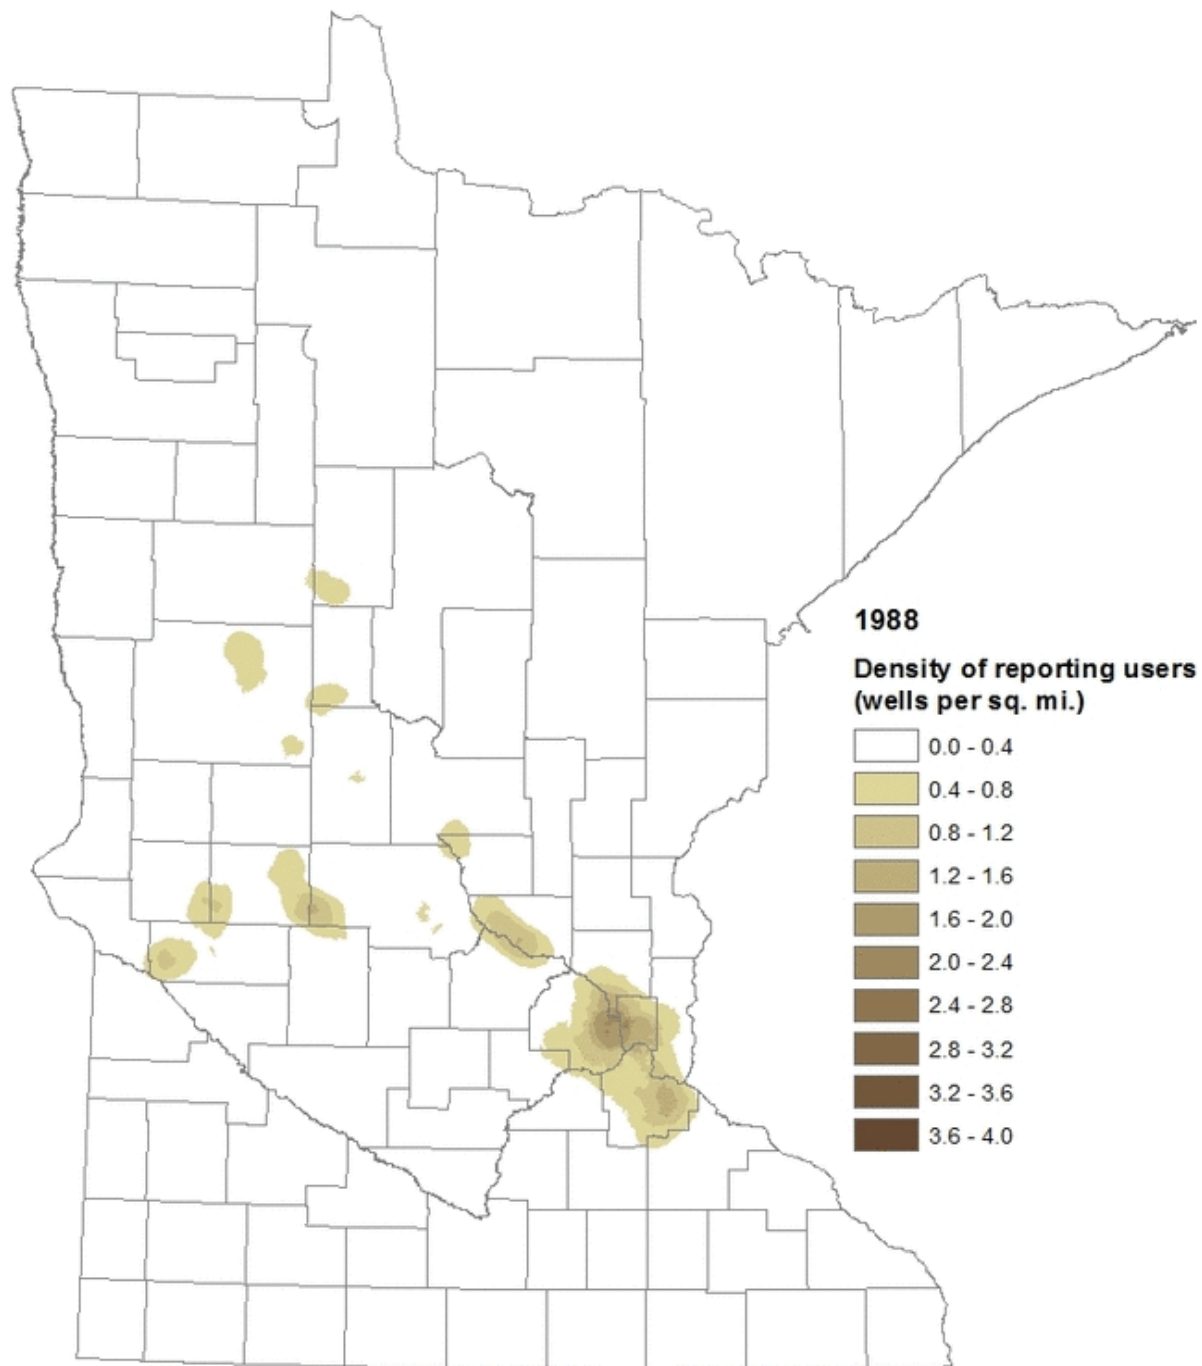 1988
Density of reporting users
(wells per sq. mi.)
0.0 - 0.4
0.4 - 0.8
0.8 - 1.2
1.2 - 1.6
1.6 - 2.0
2.0 - 2.4
2.4 - 2.8
2.8 - 3.2
3.2 - 3.6
3.6 - 4.0